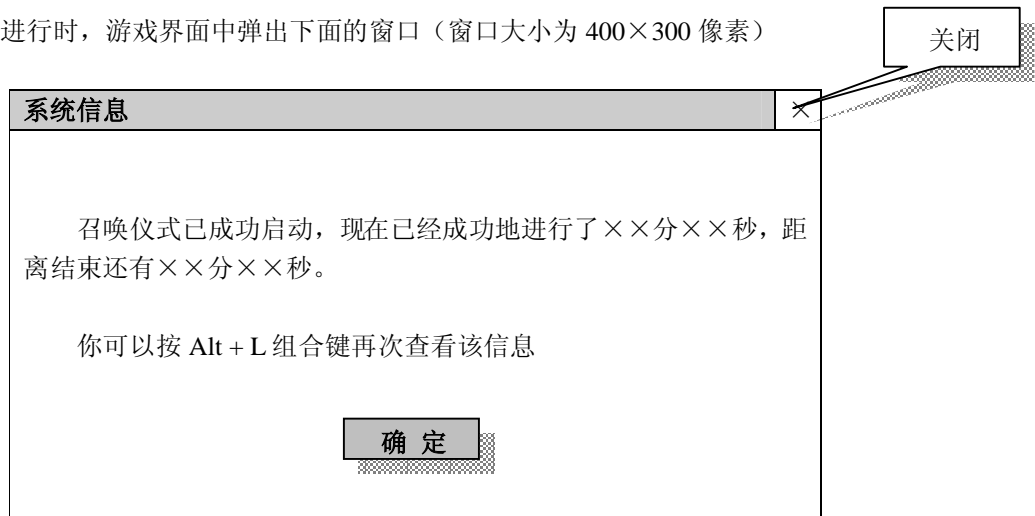 进行时，游戏界面中弹出下面的窗口（窗口大小为 400×300 像素）
关闭
系统信息
×
召唤仪式已成功启动，现在已经成功地进行了××分××秒，距
离结束还有××分××秒。
你可以按 Alt + L 组合键再次查看该信息
确 定